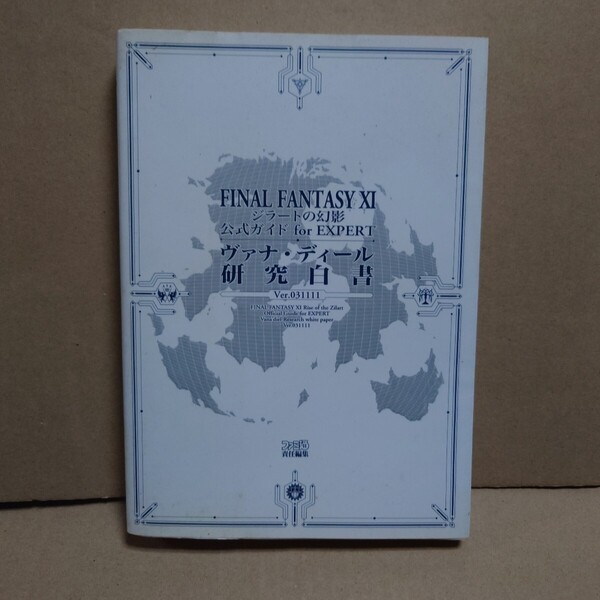 FINAL FANTASY XI
ジラートの幻影
公式ガイド for EXPERT
ヴァナ・ディール
研究白書
Ver.031111
FINAL FANTASY XI Rise of the Zilart
Official Guide for EXPERT
Vana'diel Research white paper
Ver.031111
ファミ通
責任編集